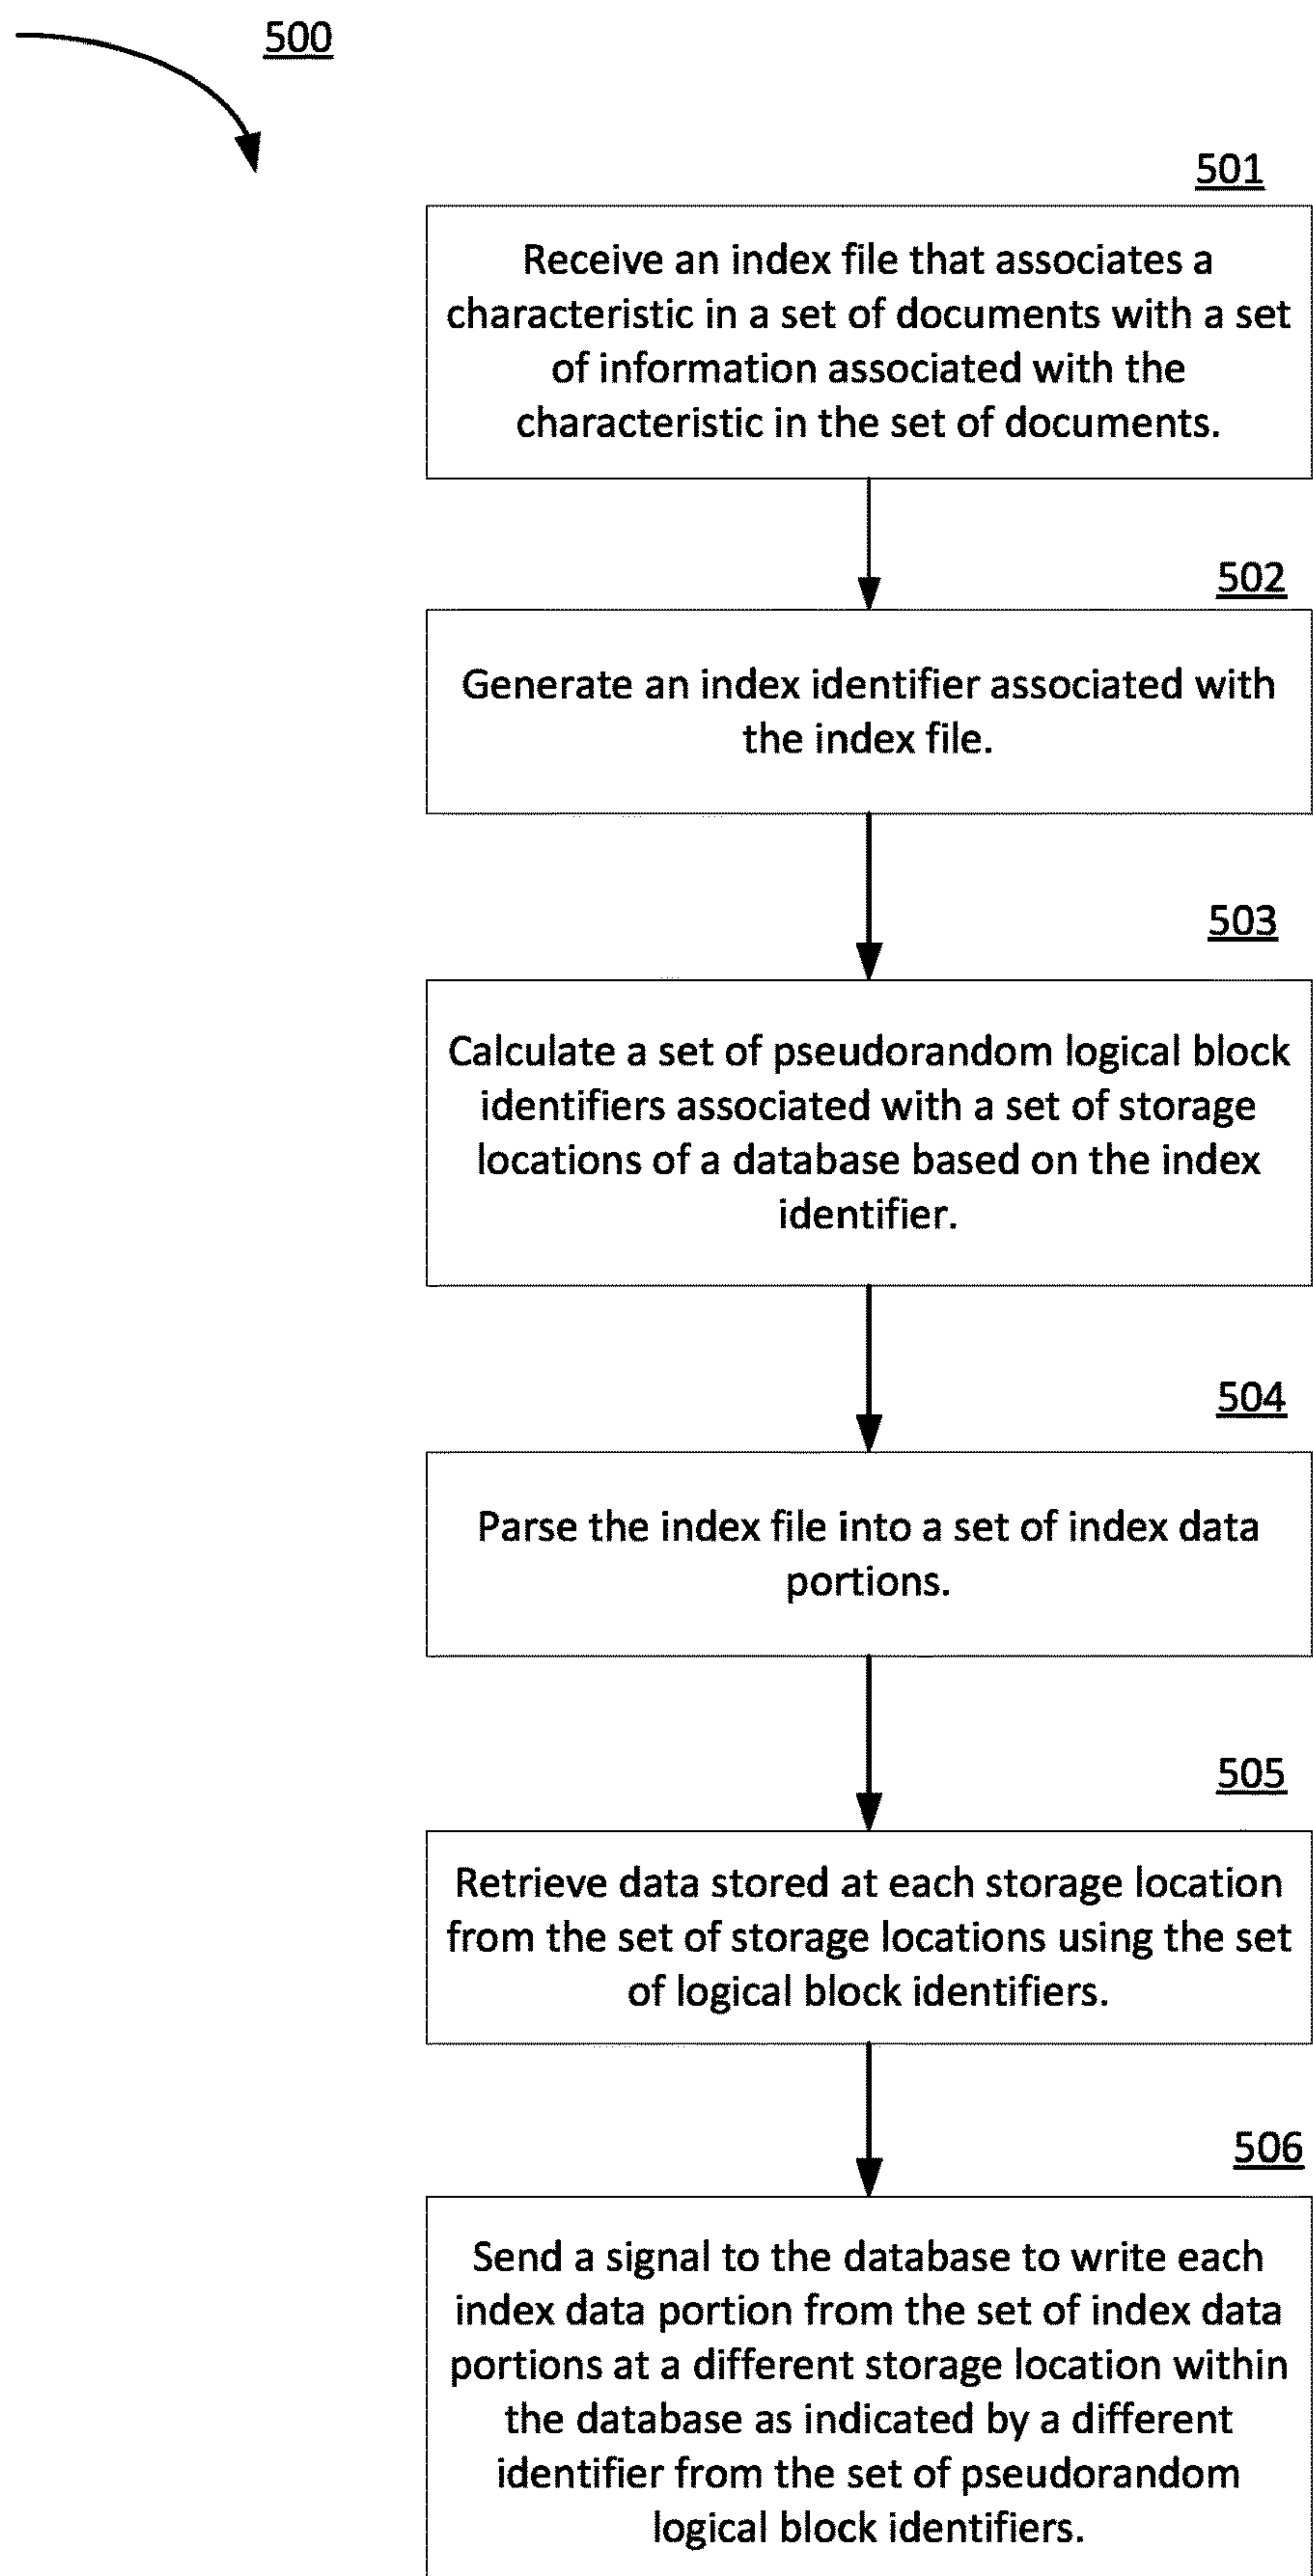 500
501
Receive an index file that associates a
characteristic in a set of documents with a set
of information associated with the
characteristic in the set of documents.
502
Generate an index identifier associated with
the index file.
503
Calculate a set of pseudorandom logical block
identifiers associated with a set of storage
locations of a database based on the index
identifier.
504
Parse the index file into a set of index data
portions.
505
Retrieve data stored at each storage location
from the set of storage locations using the set
of logical block identifiers.
506
Send a signal to the database to write each
index data portion from the set of index data
portions at a different storage location within
the database as indicated by a different
identifier from the set of pseudorandom
logical block identifiers.